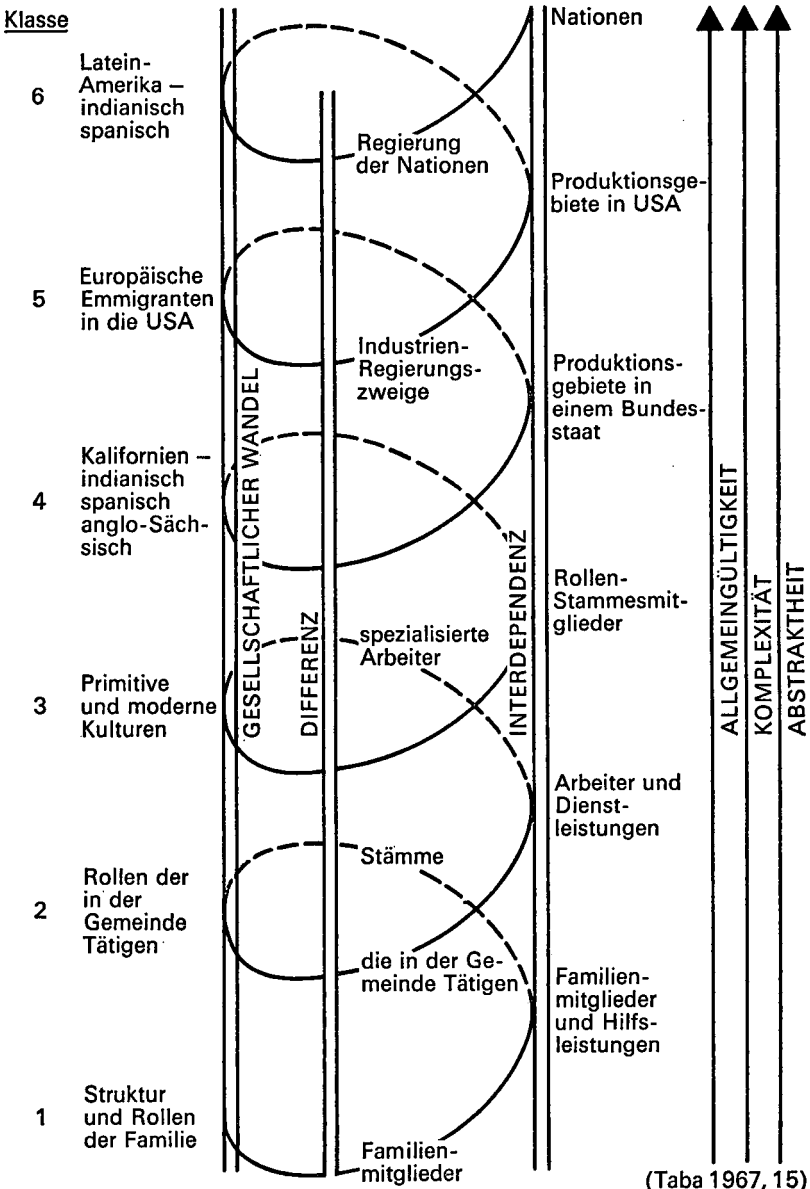 Klasse
6
Latein-
Amerika –
indianisch
spanisch
Regierung
der Nationen
Nationen
Produktionsge-
biete in USA
5
Europäische
Emmigranten
in die USA
Industrien-
Regierungs-
zweige
Produktions-
gebiete in
einem Bundes-
staat
4
Kalifornien –
indianisch
spanisch
anglo-Säch-
sisch
Rollen-
Stammesmit-
glieder
3
Primitive
und moderne
Kulturen
spezialisierte
Arbeiter
Arbeiter und
Dienst-
leistungen
2
Rollen der
in der
Gemeinde
Tätigen
Stämme
die in der Ge-
meinde Tätigen
Familien-
mitglieder
und Hilfs-
leistungen
1
Struktur
und Rollen
der Familie
Familien-
mitglieder
GESELLSCHAFTLICHER WANDEL
DIFFERENZ
INTERDEPENDENZ
ALLGEMEINGÜLTIGKEIT
KOMPLEXITÄT
ABSTRAKTHEIT
(Taba 1967, 15)